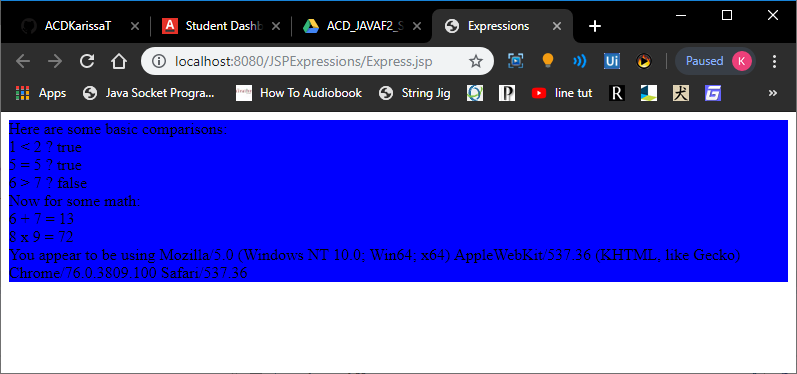 ACDKarissaT
Student Dashb
ACD_JAVAF2_S
Expressions
localhost:8080/JSPExpressions/Express.jsp
Paused
K
Apps
Java Socket Progra...
How To Audiobook
String Jig
line tut
Here are some basic comparisons
1 < 2 ? true
5 = 5 ? true
6 > 7 ? false
Now for some math
6 + 7 = 13
8 x 9 = 72
You appear to be using Mozilla/5.0 (Windows NT 10.0; Win64; x64) AppleWebKit/537.36 (KHTML, like Gecko)
Chrome/76.0.3809.100 Safari/537.36